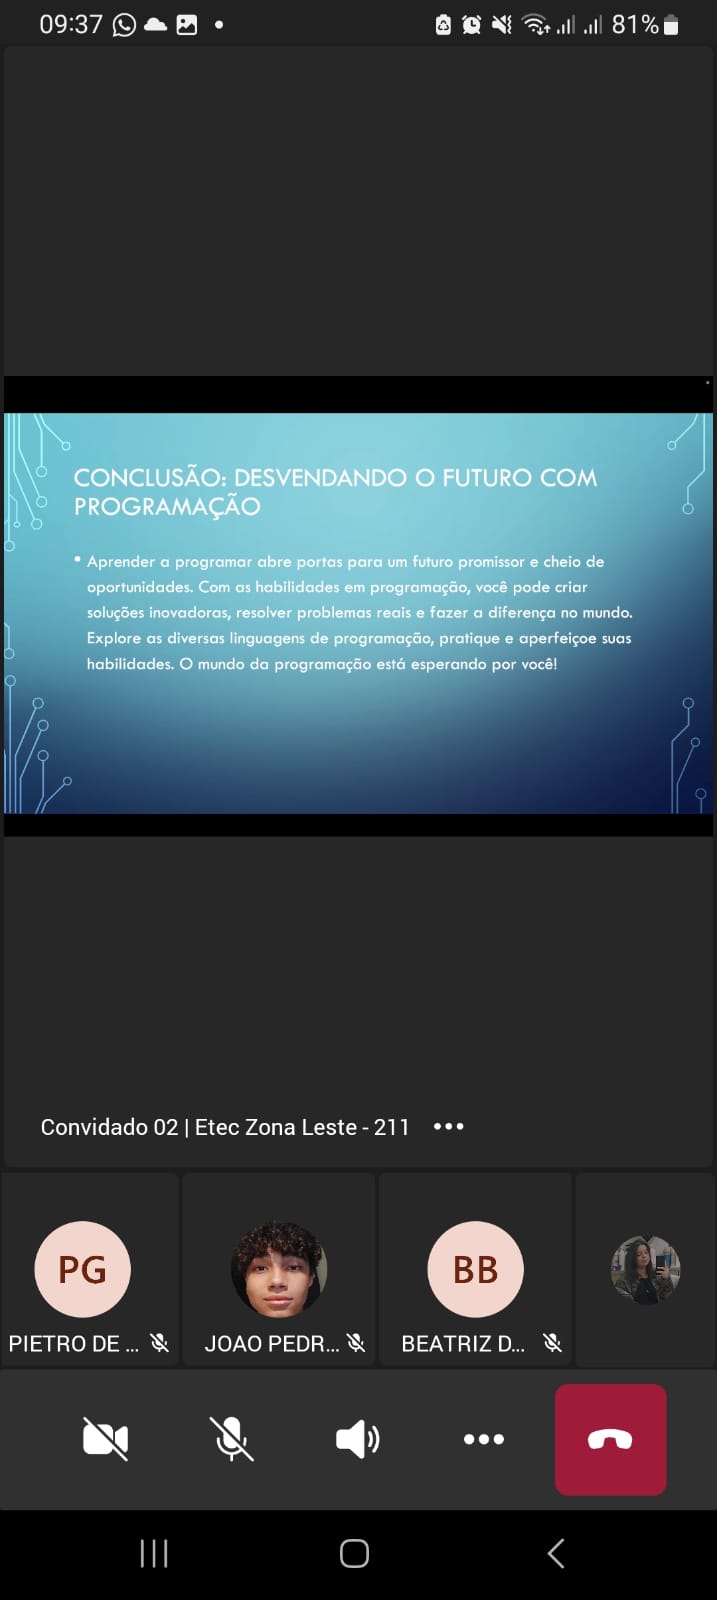 09:37
81%
CONCLUSÃO: DESVENDANDO O FUTURO COM
PROGRAMAÇÃO
• Aprender a programar abre portas para um futuro promissor e cheio de
oportunidades. Com as habilidades em programação, você pode criar
soluções inovadoras, resolver problemas reais e fazer a diferença no mundo.
Explore as diversas linguagens de programação, pratique e aperfeiçoe suas
habilidades. O mundo da programação está esperando por você!
Convidado 02 | Etec Zona Leste - 211
PG
BB
PIETRO DE ...
JOAO PEDR...
BEATRIZ D...